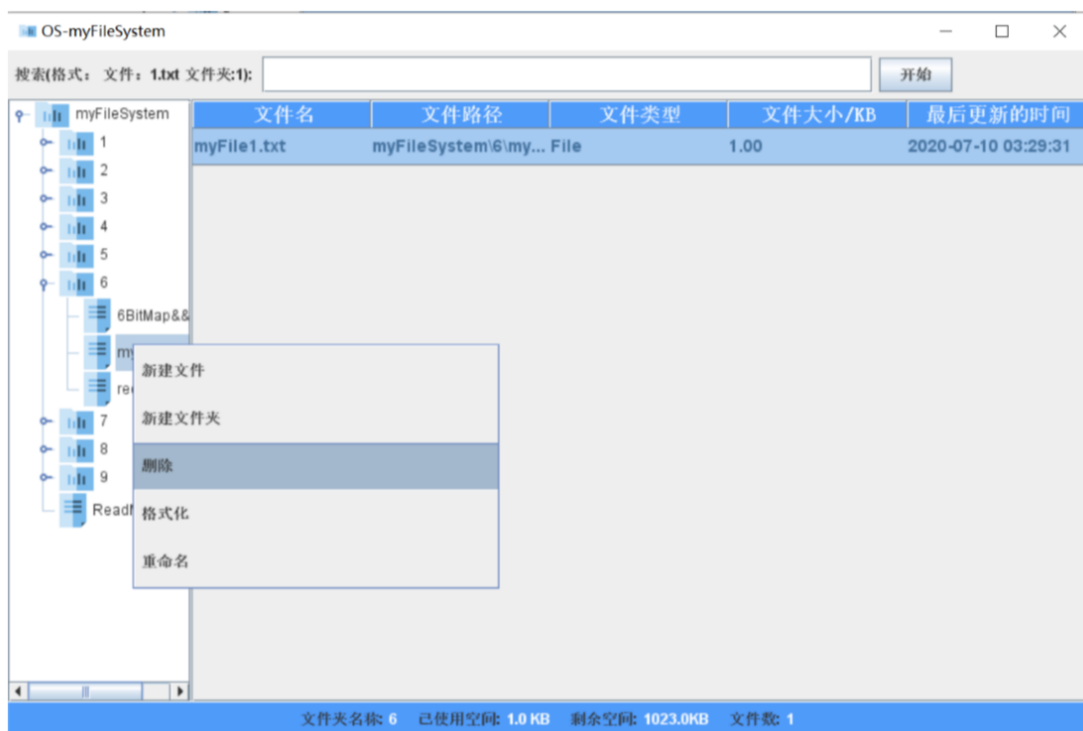 OS-myFileSystem
搜索(格式： 文件：1.txt 文件夹:1): 开始
myFileSystem
文件名 文件路径 文件类型 文件大小/KB 最后更新的时间
myFile1.txt myFileSystem\6\my... File 1.00 2020-07-10 03:29:31
1
2
3
4
5
6
6BitMap&&
my
新建文件
re
7
新建文件夹
8
删除
9
Read
格式化
重命名
文件夹名称: 6 已使用空间: 1.0 KB 剩余空间: 1023.0KB 文件数: 1